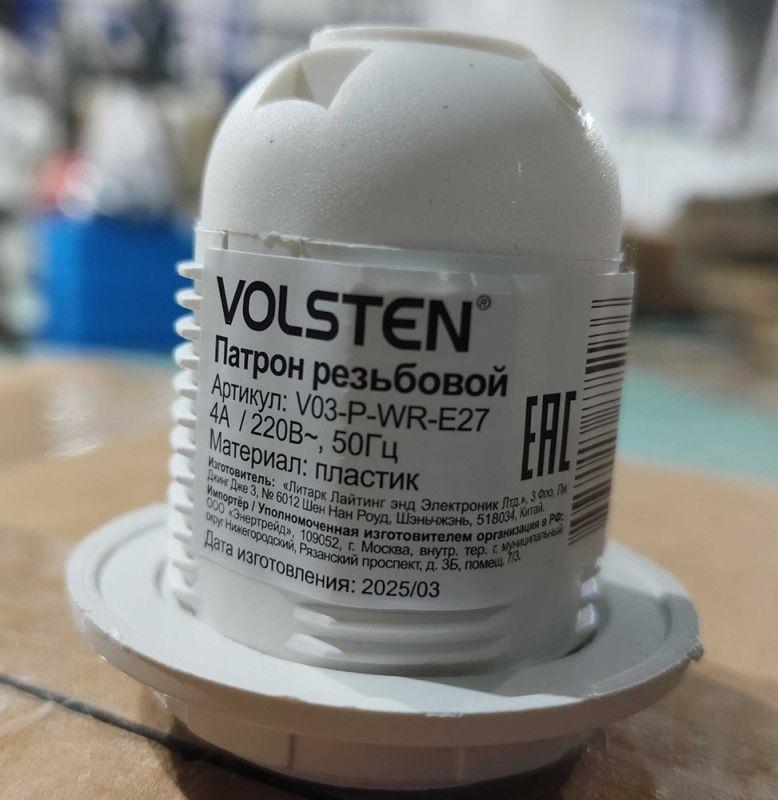 VOLSTEN®
Патрон резьбовой
Артикул: V03-P-WR-E27
4А / 220В~, 50Гц
Материал: пластик
EAC
Изготовитель: «Литарк Лайтинг энд Электроник Лтд.», 3 Фло, Ли
Джинг Дже 3, № 6012 Шен Нан Роуд, Шэньчжэнь, 518034, Китай.
Импортёр / Уполномоченная изготовителем организация в РФ:
ООО «Энертрейд», 109052, г. Москва, внутр. тер. г. муниципальный
округ Нижегородский, Рязанский проспект, д. 3Б, помещ. 7/3.
Дата изготовления: 2025/03